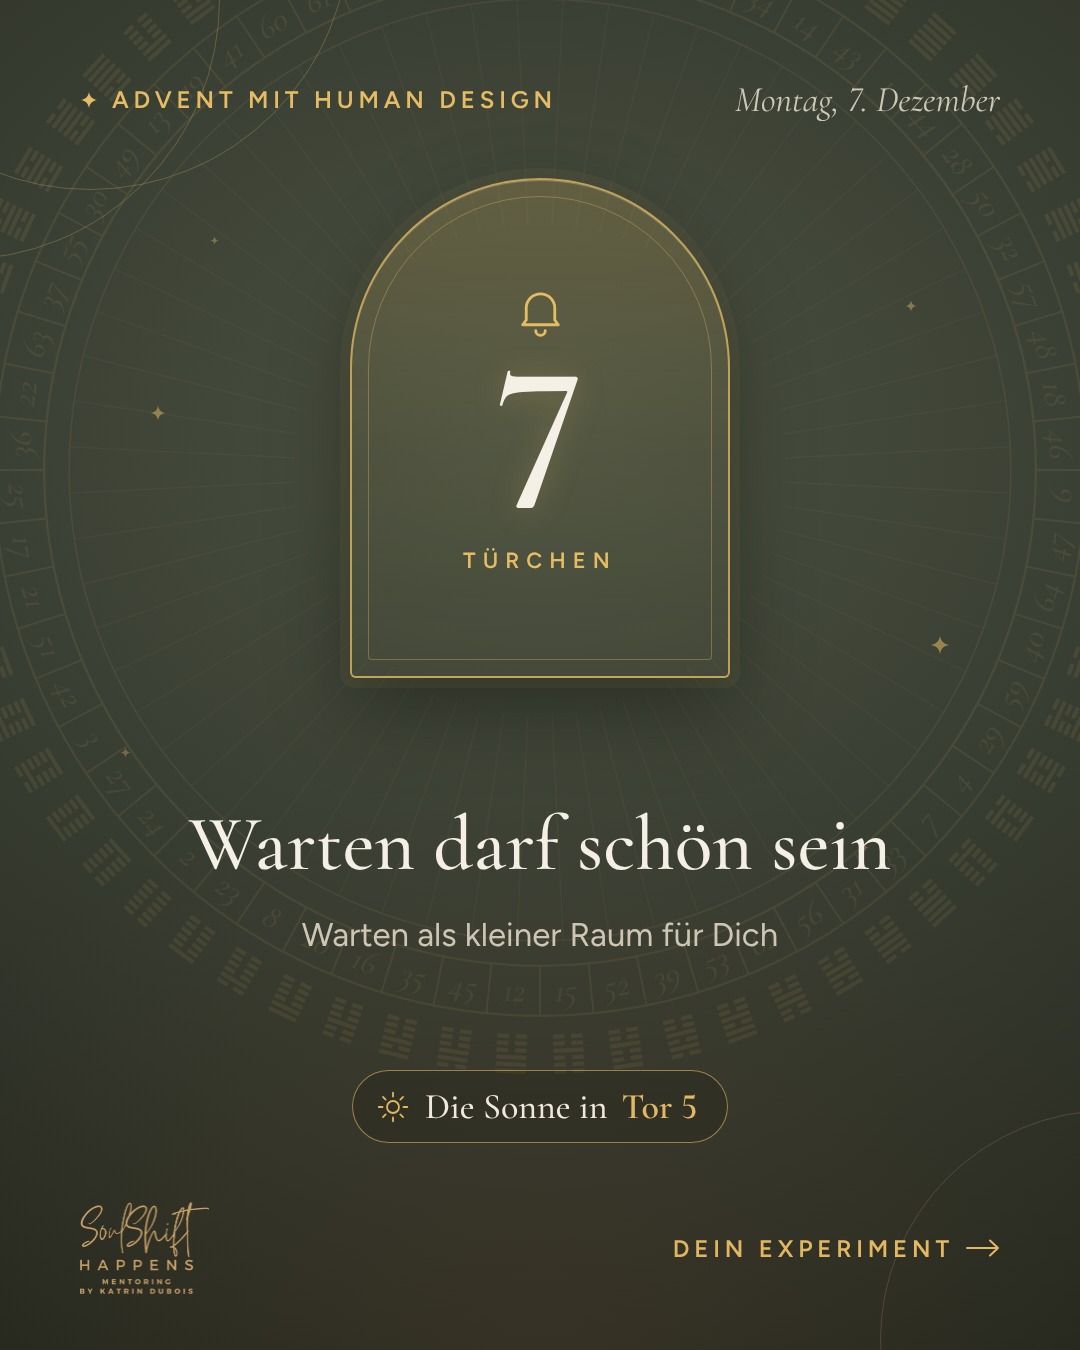 ADVENT MIT HUMAN DESIGN
Montag, 7. Dezember
7
TÜRCHEN
Warten darf schön sein
Warten als kleiner Raum für Dich
Die Sonne in Tor 5
SoulShift
HAPPENS
MENTORING
BY KATRIN DUBOIS
DEIN EXPERIMENT